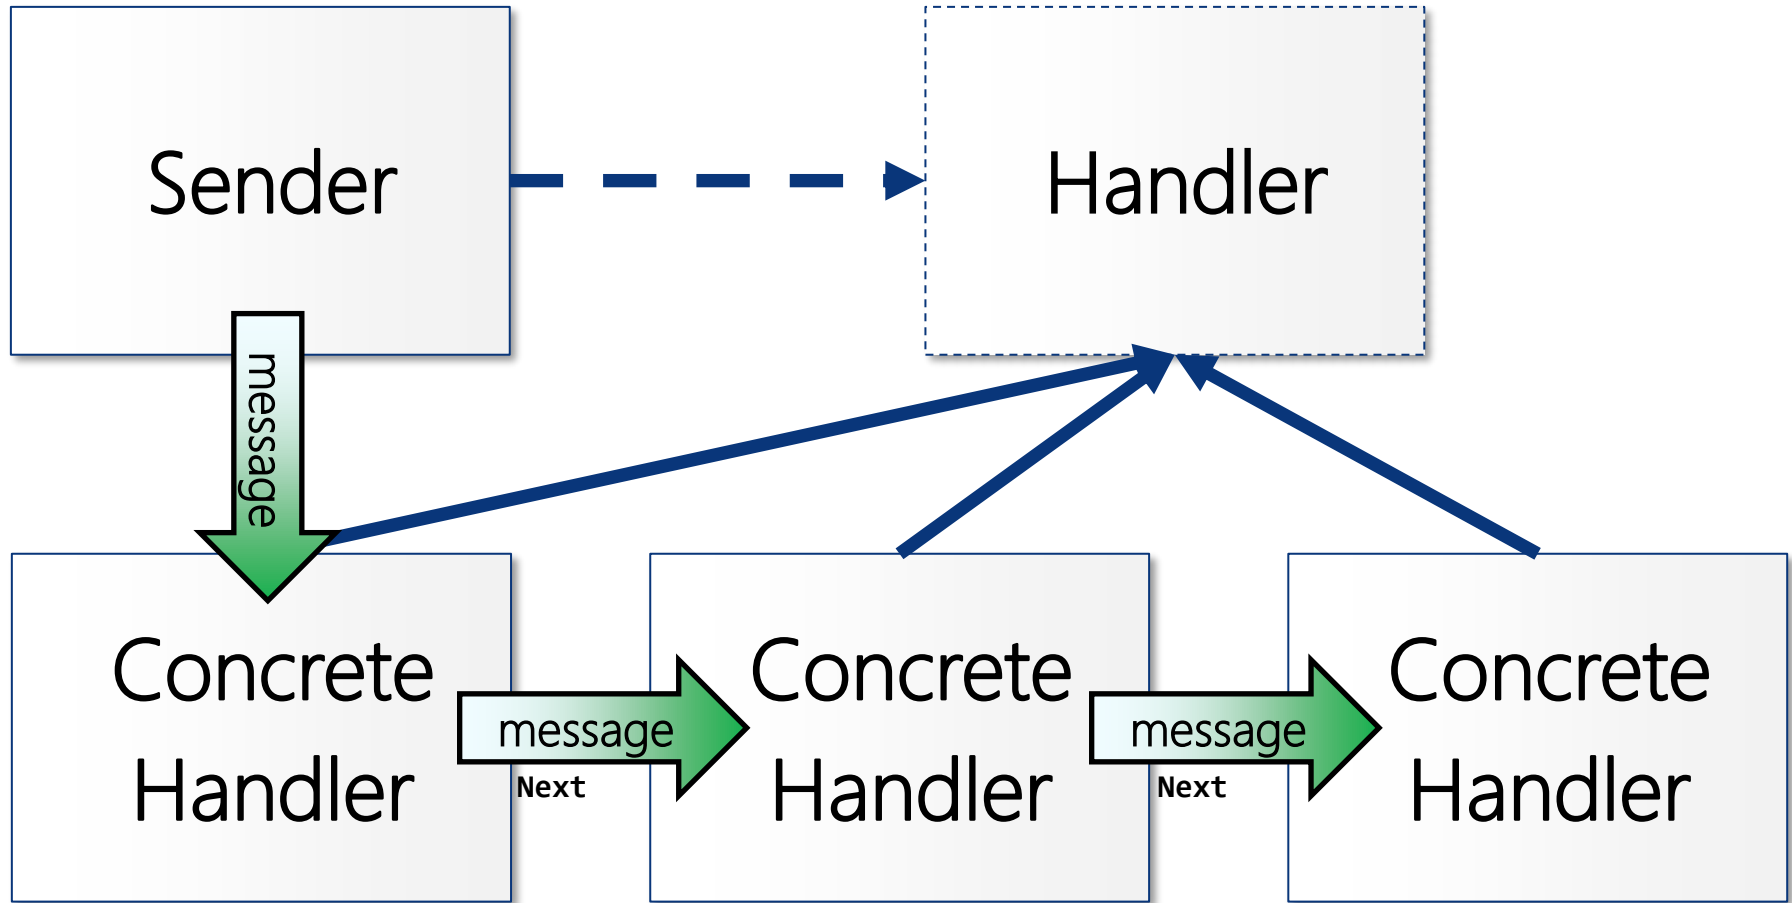 Sender
Handler
message
Concrete
Handler
message
Next
Concrete
Handler
message
Next
Concrete
Handler